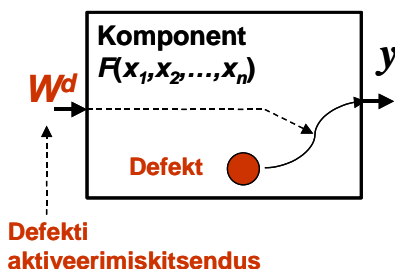 Komponent
F(x1,x2,...,xn)
y
Wd
Defekt
Defekti
aktiveerimiskitsendus